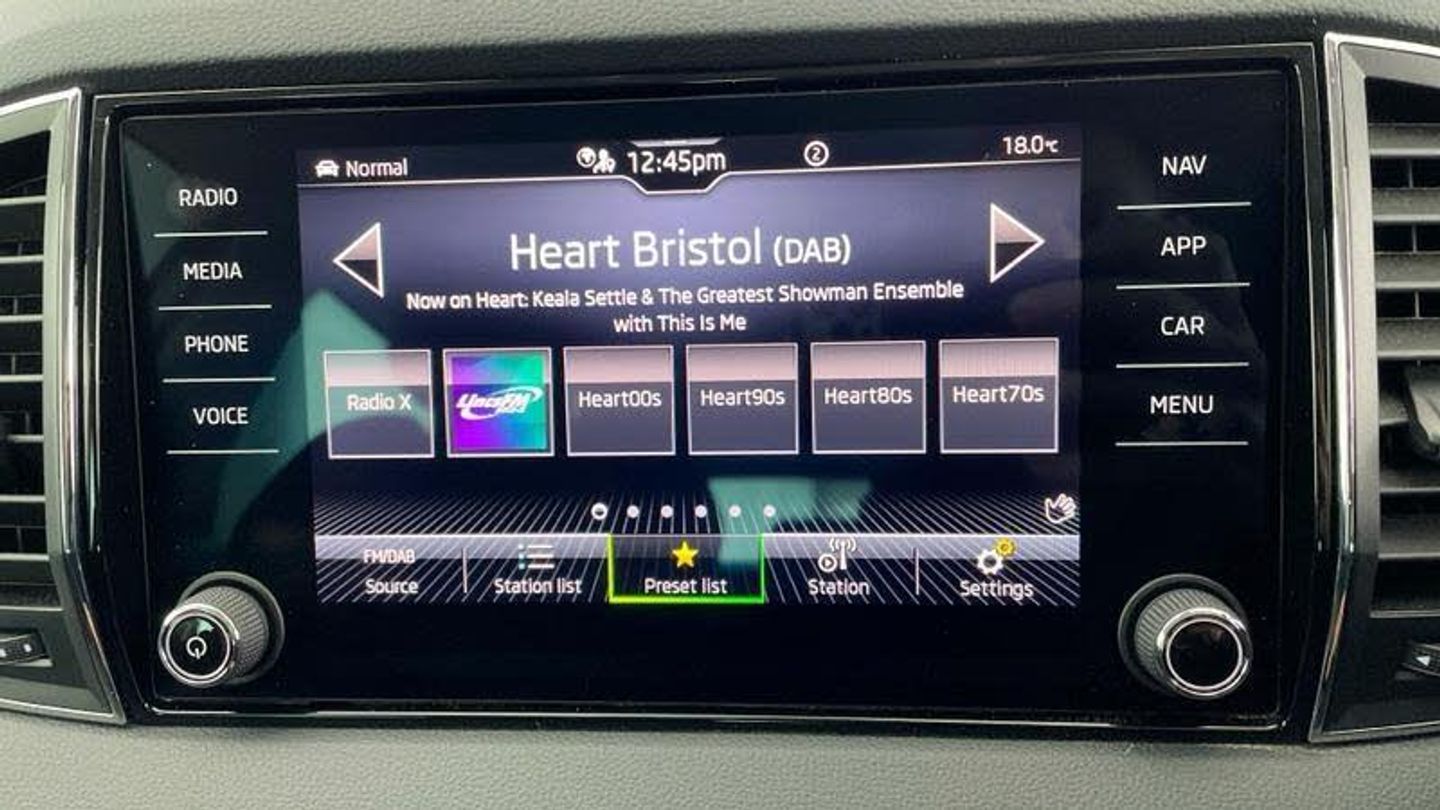 Normal
12:45pm
2
18.0°C
RADIO
MEDIA
PHONE
VOICE
Heart Bristol (DAB)
Now on Heart: Keala Settle & The Greatest Showman Ensemble
with This Is Me
Radio X
LincsFM
Heart00s
Heart90s
Heart80s
Heart70s
FM/DAB
Source
Station list
Preset list
Station
Settings
NAV
APP
CAR
MENU